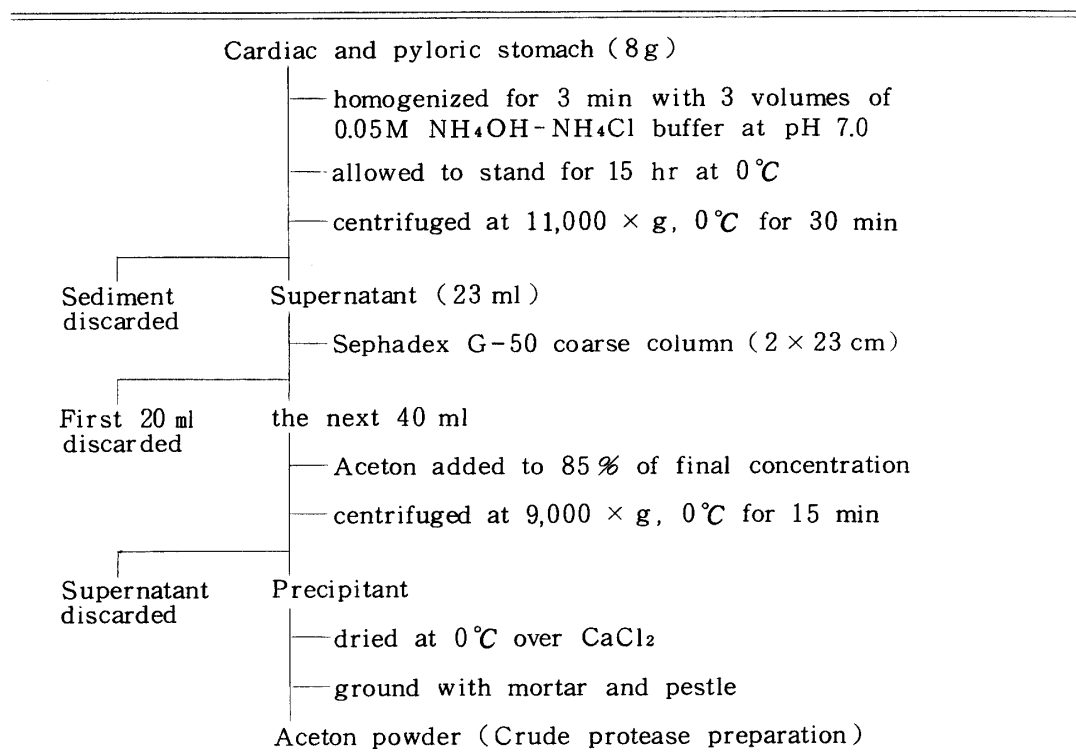 Cardiac and pyloric stomach (8g)
homogenized for 3 min with 3 volumes of
0.05M NH₄OH-NH₄Cl buffer at pH 7.0
allowed to stand for 15 hr at 0℃
centrifuged at 11,000 × g, 0℃ for 30 min
Sediment
discarded
Supernatant (23 ml)
Sephadex G-50 coarse column (2 × 23 cm)
First 20 ml
discarded
the next 40 ml
Aceton added to 85% of final concentration
centrifuged at 9,000 × g, 0℃ for 15 min
Supernatant
discarded
Precipitant
dried at 0℃ over CaCl₂
ground with mortar and pestle
Aceton powder (Crude protease preparation)